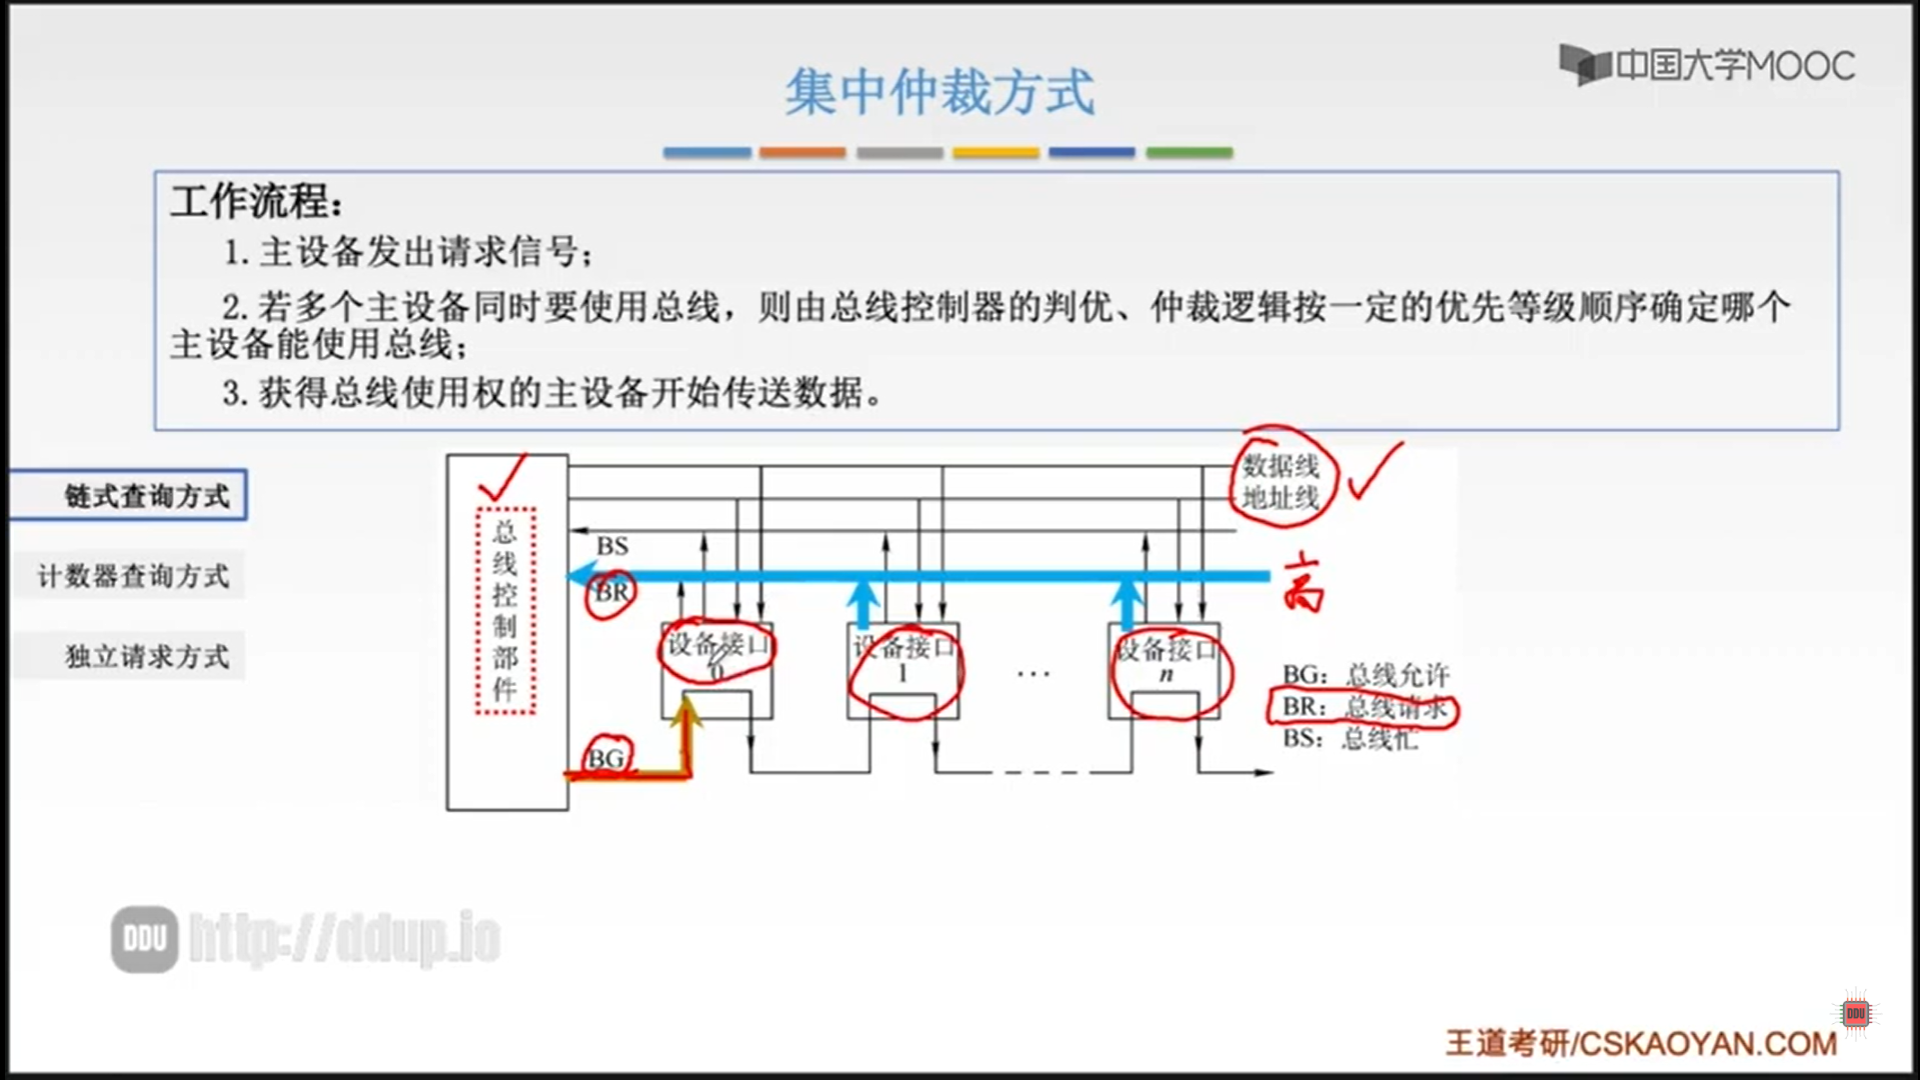 中国大学MOOC
集中仲裁方式
工作流程：
1. 主设备发出请求信号；
2. 若多个主设备同时要使用总线，则由总线控制器的判优、仲裁逻辑按一定的优先等级顺序确定哪个
主设备能使用总线；
3. 获得总线使用权的主设备开始传送数据。
链式查询方式
计数器查询方式
独立请求方式
总线控制部件
数据线
地址线
BS
BR
高
设备接口
0
设备接口
1
…
设备接口
n
BG
BG：总线允许
BR：总线请求
BS：总线忙
DDU http://ddup.io
DDU
王道考研/CSKAOYAN.COM